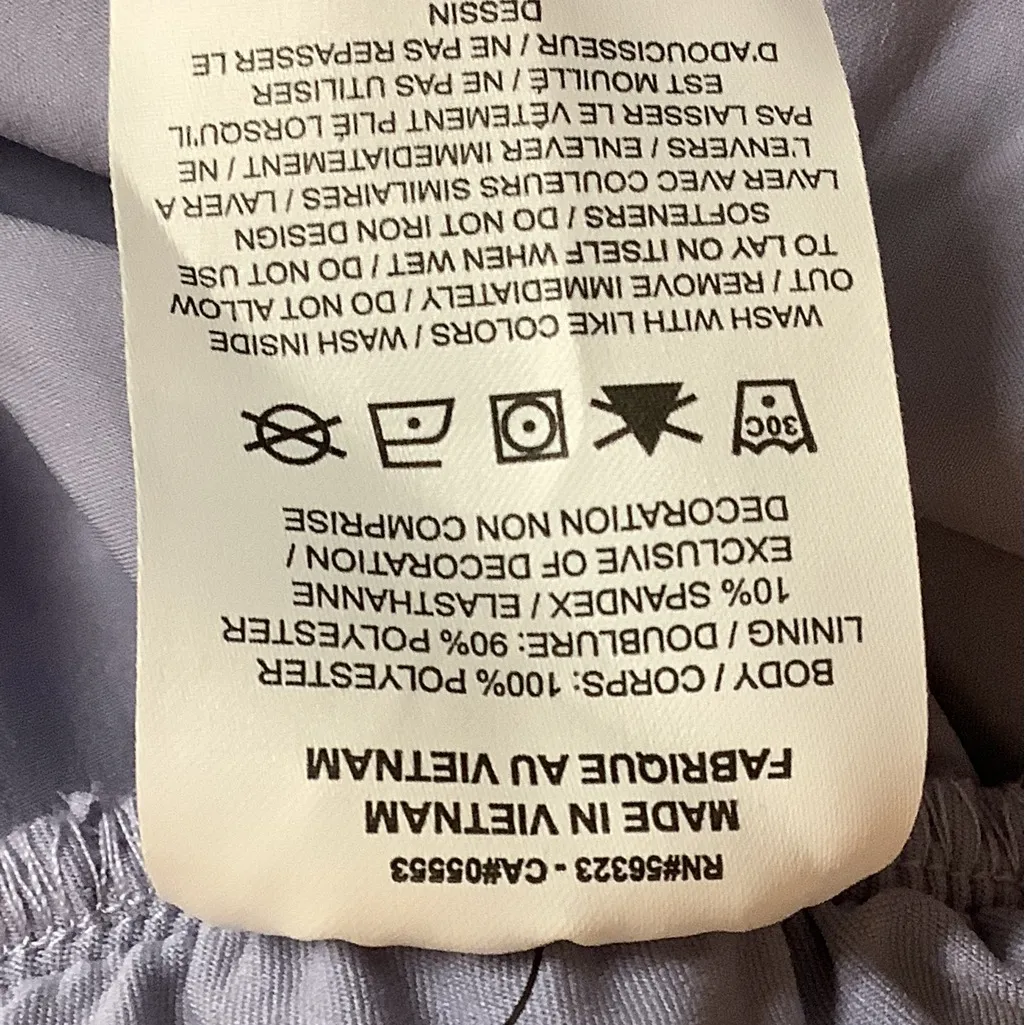 RN#56323 - CA#05553
MADE IN VIETNAM
FABRIQUE AU VIETNAM
BODY / CORPS: 100% POLYESTER
LINING / DOUBLURE: 90% POLYESTER
10% SPANDEX / ELASTHANNE
EXCLUSIVE OF DECORATION /
DECORATION NON COMPRISE
30C
WASH WITH LIKE COLORS / WASH INSIDE
OUT / REMOVE IMMEDIATELY / DO NOT ALLOW
TO LAY ON ITSELF WHEN WET / DO NOT USE
SOFTENERS / DO NOT IRON DESIGN
LAVER AVEC COULEURS SIMILAIRES / LAVER A
L'ENVERS / ENLEVER IMMEDIATEMENT / NE
PAS LAISSER LE VÊTEMENT PLIÉ LORSQU'IL
EST MOUILLÉ / NE PAS UTILISER
D'ADOUCISSEUR / NE PAS REPASSER LE
DESSIN